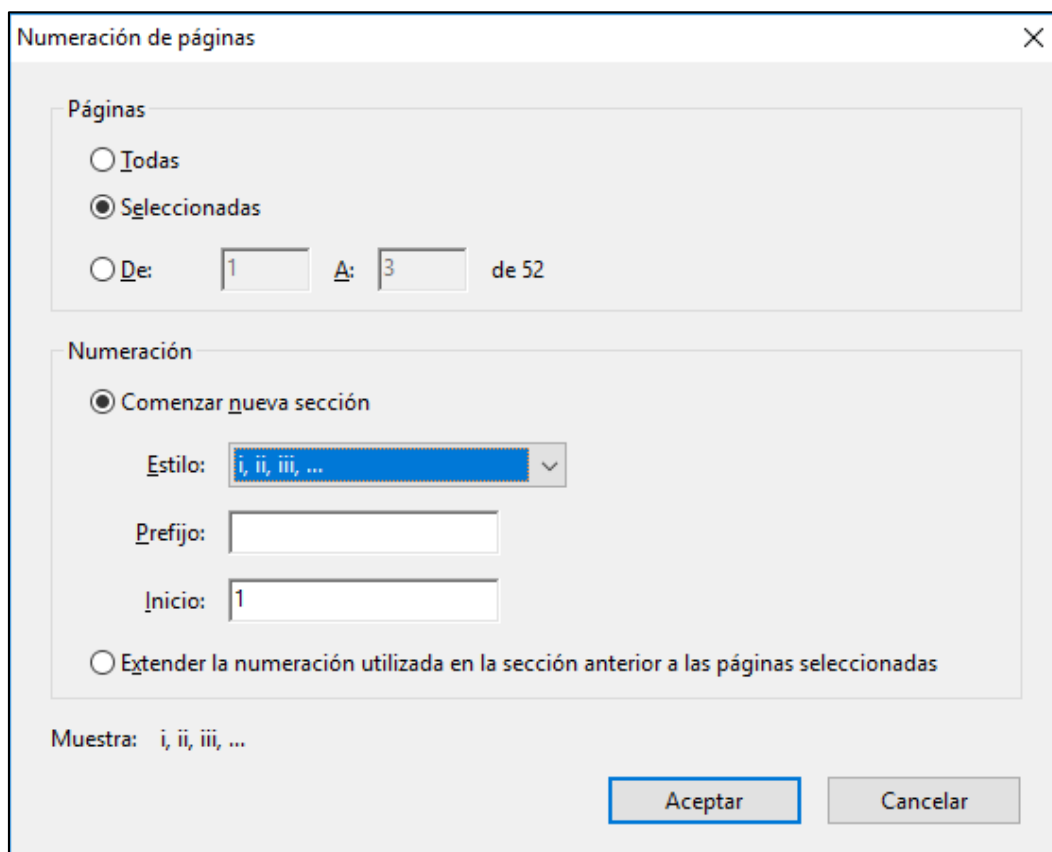 Numeración de páginas
Páginas
Todas
Seleccionadas
De: 1 A: 3 de 52
Numeración
Comenzar nueva sección
Estilo: i, ii, iii, ...
Prefijo:
Inicio: 1
Extender la numeración utilizada en la sección anterior a las páginas seleccionadas
Muestra: i, ii, iii, ...
Aceptar Cancelar